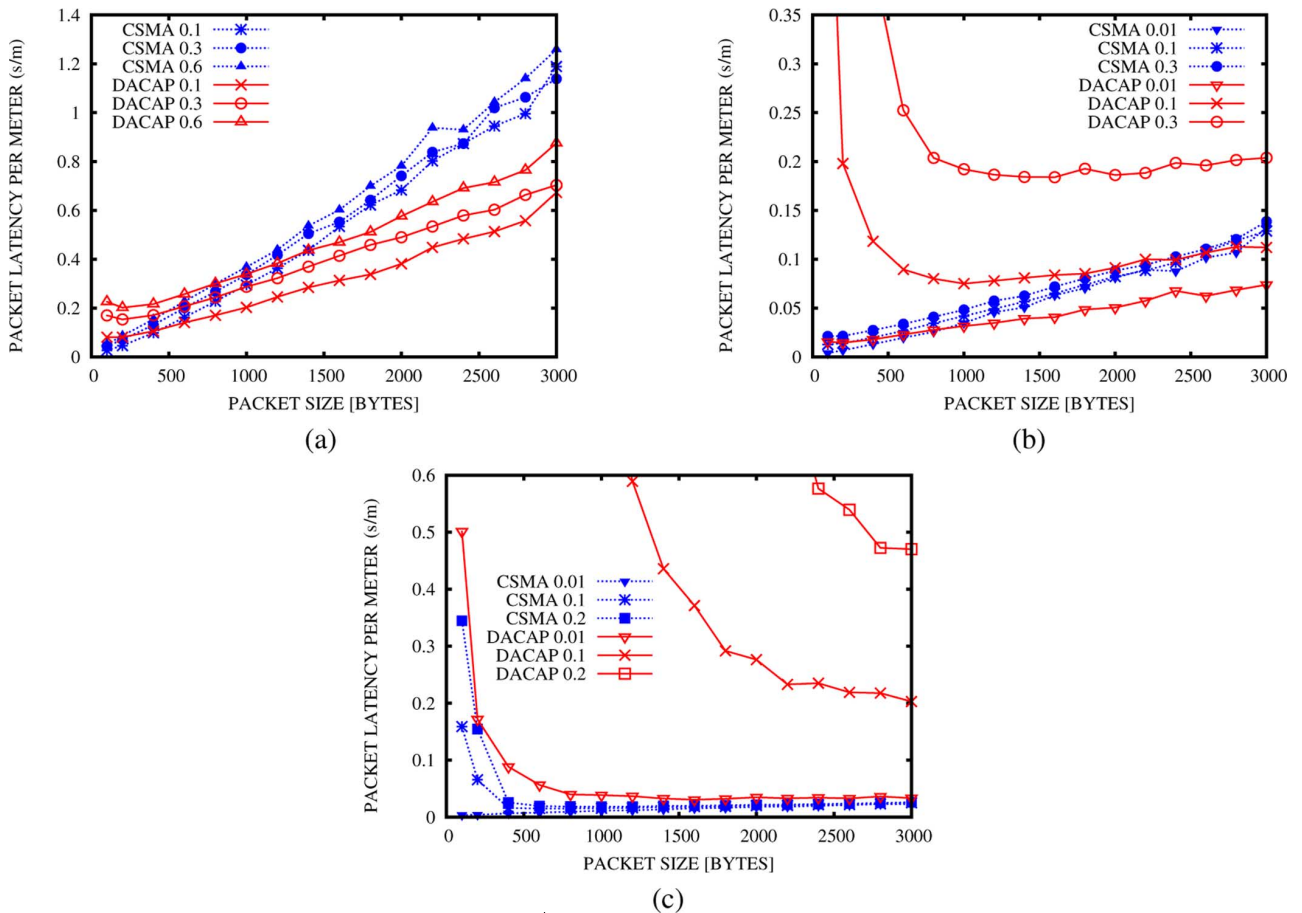 PACKET LATENCY PER METER (s/m)
1.4
1.2
1
0.8
0.6
0.4
0.2
0
CSMA 0.1
CSMA 0.3
CSMA 0.6
DACAP 0.1
DACAP 0.3
DACAP 0.6
0 500 1000 1500 2000 2500 3000
PACKET SIZE [BYTES]
(a)
PACKET LATENCY PER METER (s/m)
0.35
0.3
0.25
0.2
0.15
0.1
0.05
0
CSMA 0.01
CSMA 0.1
CSMA 0.3
DACAP 0.01
DACAP 0.1
DACAP 0.3
0 500 1000 1500 2000 2500 3000
PACKET SIZE [BYTES]
(b)
PACKET LATENCY PER METER (s/m)
0.6
0.5
0.4
0.3
0.2
0.1
0
CSMA 0.01
CSMA 0.1
CSMA 0.2
DACAP 0.01
DACAP 0.1
DACAP 0.2
0 500 1000 1500 2000 2500 3000
PACKET SIZE [BYTES]
(c)